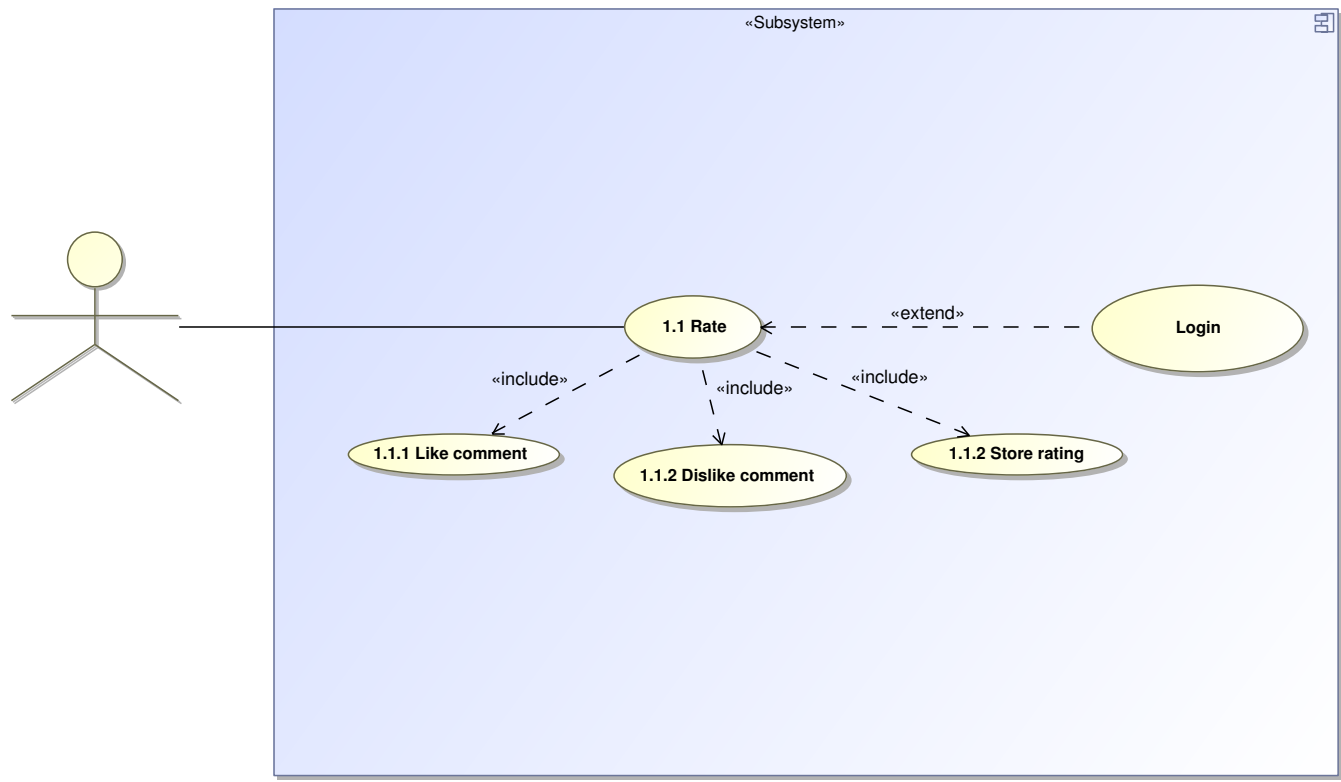 «Subsystem»
«extend»
1.1 Rate
Login
«include»
«include»
«include»
1.1.1 Like comment
1.1.2 Dislike comment
1.1.2 Store rating